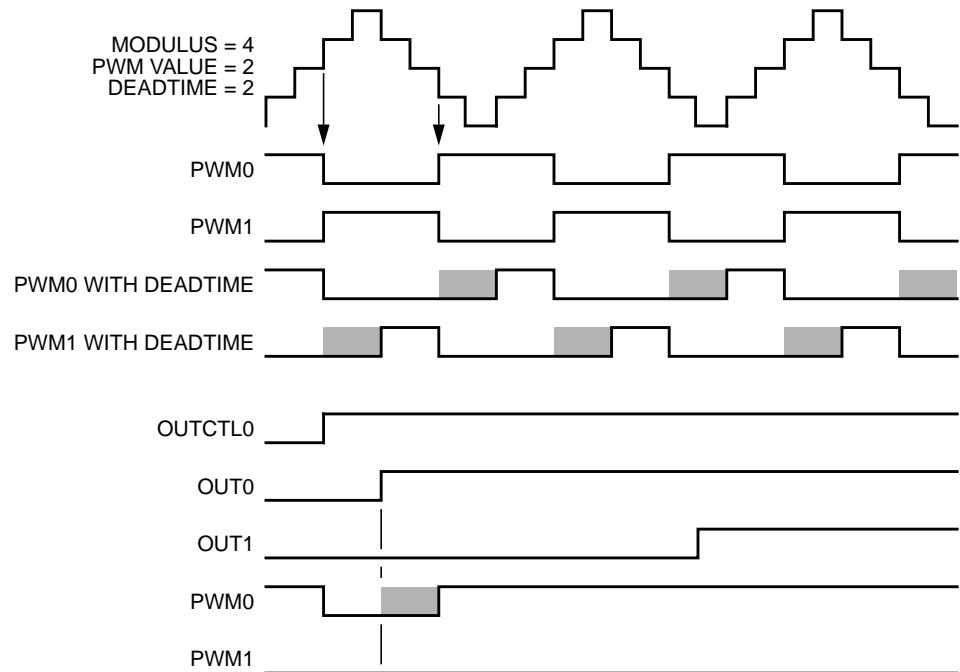 MODULUS = 4
PWM VALUE = 2
DEADTIME = 2
PWM0
PWM1
PWM0 WITH DEADTIME
PWM1 WITH DEADTIME
OUTCTL0
OUT0
OUT1
PWM0
PWM1